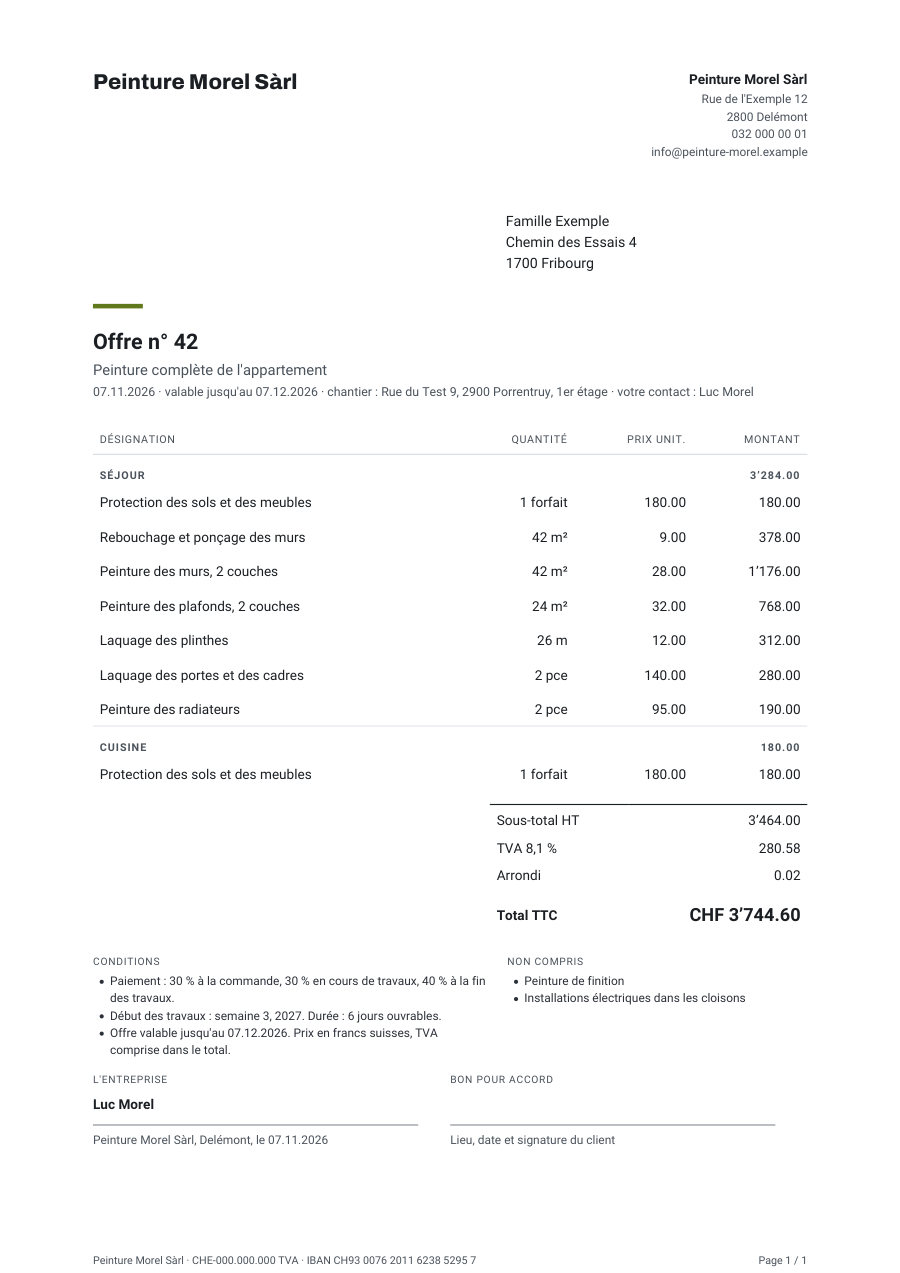 Peinture Morel Sàrl
Peinture Morel Sàrl
Rue de l'Exemple 12
2800 Delémont
032 000 00 01
info@peinture-morel.example
Famille Exemple
Chemin des Essais 4
1700 Fribourg
Offre n° 42
Peinture complète de l'appartement
07.11.2026 · valable jusqu'au 07.12.2026 · chantier : Rue du Test 9, 2900 Porrentruy, 1er étage · votre contact : Luc Morel
DÉSIGNATION QUANTITÉ PRIX UNIT. MONTANT
SÉJOUR 3’284.00
Protection des sols et des meubles 1 forfait 180.00 180.00
Rebouchage et ponçage des murs 42 m² 9.00 378.00
Peinture des murs, 2 couches 42 m² 28.00 1’176.00
Peinture des plafonds, 2 couches 24 m² 32.00 768.00
Laquage des plinthes 26 m 12.00 312.00
Laquage des portes et des cadres 2 pce 140.00 280.00
Peinture des radiateurs 2 pce 95.00 190.00
CUISINE 180.00
Protection des sols et des meubles 1 forfait 180.00 180.00
Sous-total HT 3’464.00
TVA 8,1 % 280.58
Arrondi 0.02
Total TTC CHF 3’744.60
CONDITIONS
• Paiement : 30 % à la commande, 30 % en cours de travaux, 40 % à la fin
des travaux.
• Début des travaux : semaine 3, 2027. Durée : 6 jours ouvrables.
• Offre valable jusqu'au 07.12.2026. Prix en francs suisses, TVA
comprise dans le total.
NON COMPRIS
• Peinture de finition
• Installations électriques dans les cloisons
L'ENTREPRISE
Luc Morel
Peinture Morel Sàrl, Delémont, le 07.11.2026
BON POUR ACCORD
Lieu, date et signature du client
Peinture Morel Sàrl · CHE-000.000.000 TVA · IBAN CH93 0076 2011 6238 5295 7
Page 1 / 1